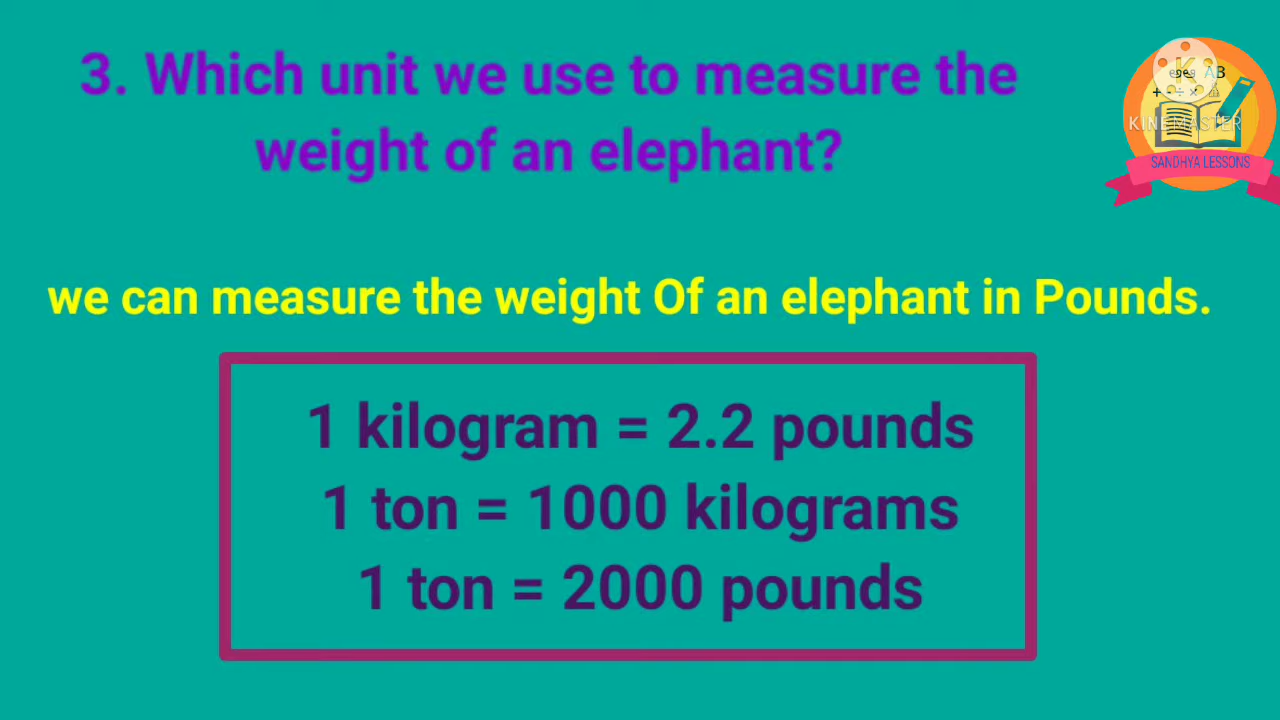 3. Which unit we use to measure the
weight of an elephant?
we can measure the weight Of an elephant in Pounds.
1 kilogram = 2.2 pounds
1 ton = 1000 kilograms
1 ton = 2000 pounds
K
AB
+ - ÷ ×
KINEMASTER
SANDHYA LESSONS